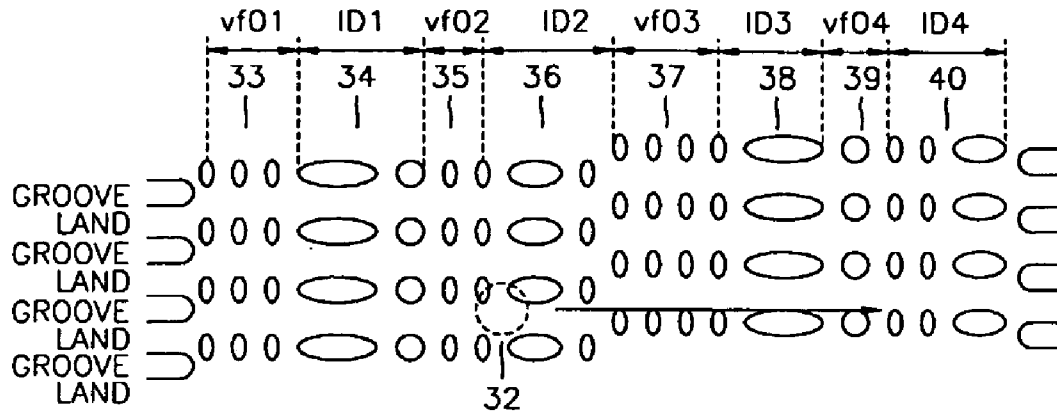 vf01 ID1 vf02 ID2 vf03 ID3 vf04 ID4
33 34 35 36 37 38 39 40
GROOVE
LAND
GROOVE
LAND
GROOVE
LAND
GROOVE
LAND
32